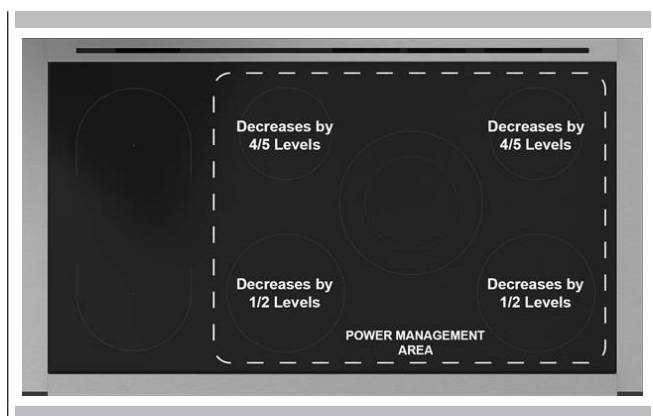 Decreases by
4/5 Levels
Decreases by
4/5 Levels
Decreases by
1/2 Levels
Decreases by
1/2 Levels
POWER MANAGEMENT
AREA